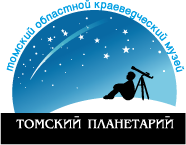 томский областной краеведческий музей
ТОМСКИЙ ПЛАНЕТАРИЙ